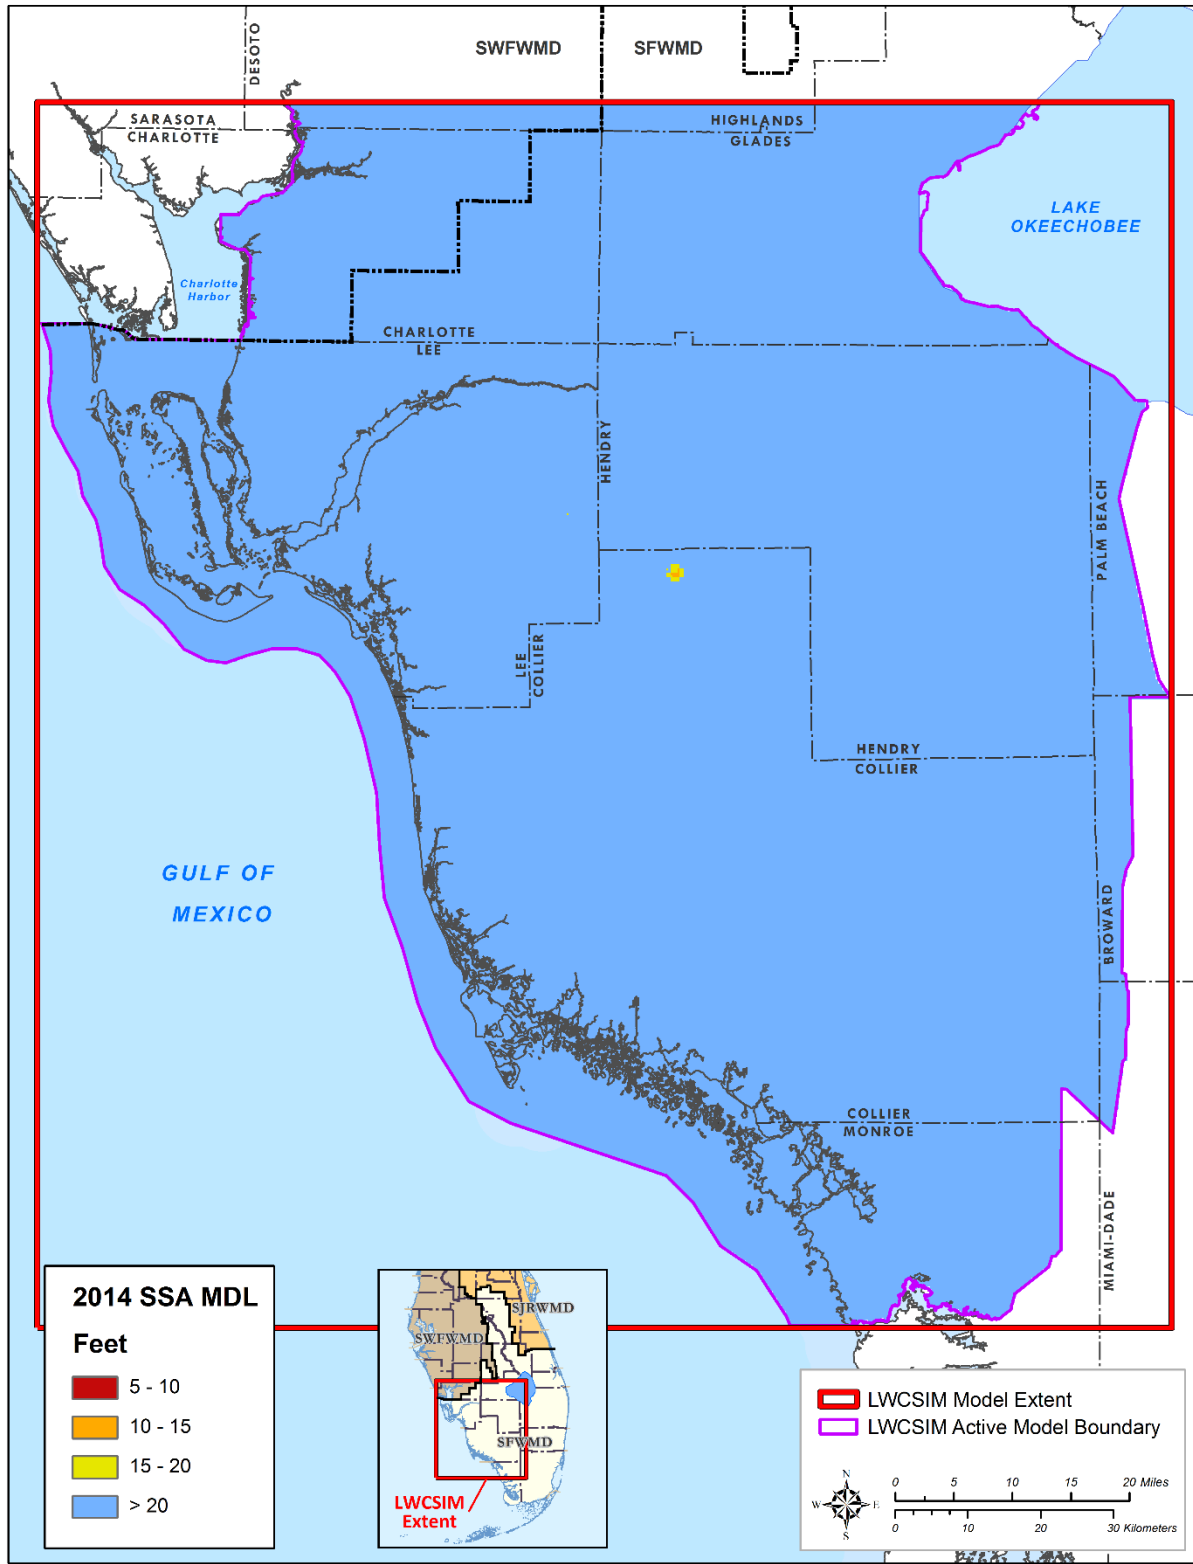 SWFWMD
SFWMD
DESOTO
SARASOTA
CHARLOTTE
HIGHLANDS
GLADES
LAKE
OKEECHOBEE
Charlotte
Harbor
CHARLOTTE
LEE
HENDRY
PALM BEACH
LEE
COLLIER
HENDRY
COLLIER
GULF OF
MEXICO
BROWARD
COLLIER
MONROE
MIAMI-DADE
2014 SSA MDL
Feet
5 - 10
10 - 15
15 - 20
> 20
SJRWMD
SWFWMD
SFWMD
LWCSIM
Extent
LWCSIM Model Extent
LWCSIM Active Model Boundary
N
W
E
S
0 5 10 15 20 Miles
0 10 20 30 Kilometers